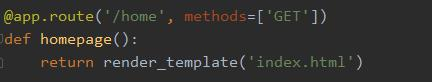 @app.route('/home', methods=['GET'])
def homepage():
    return render_template('index.html')